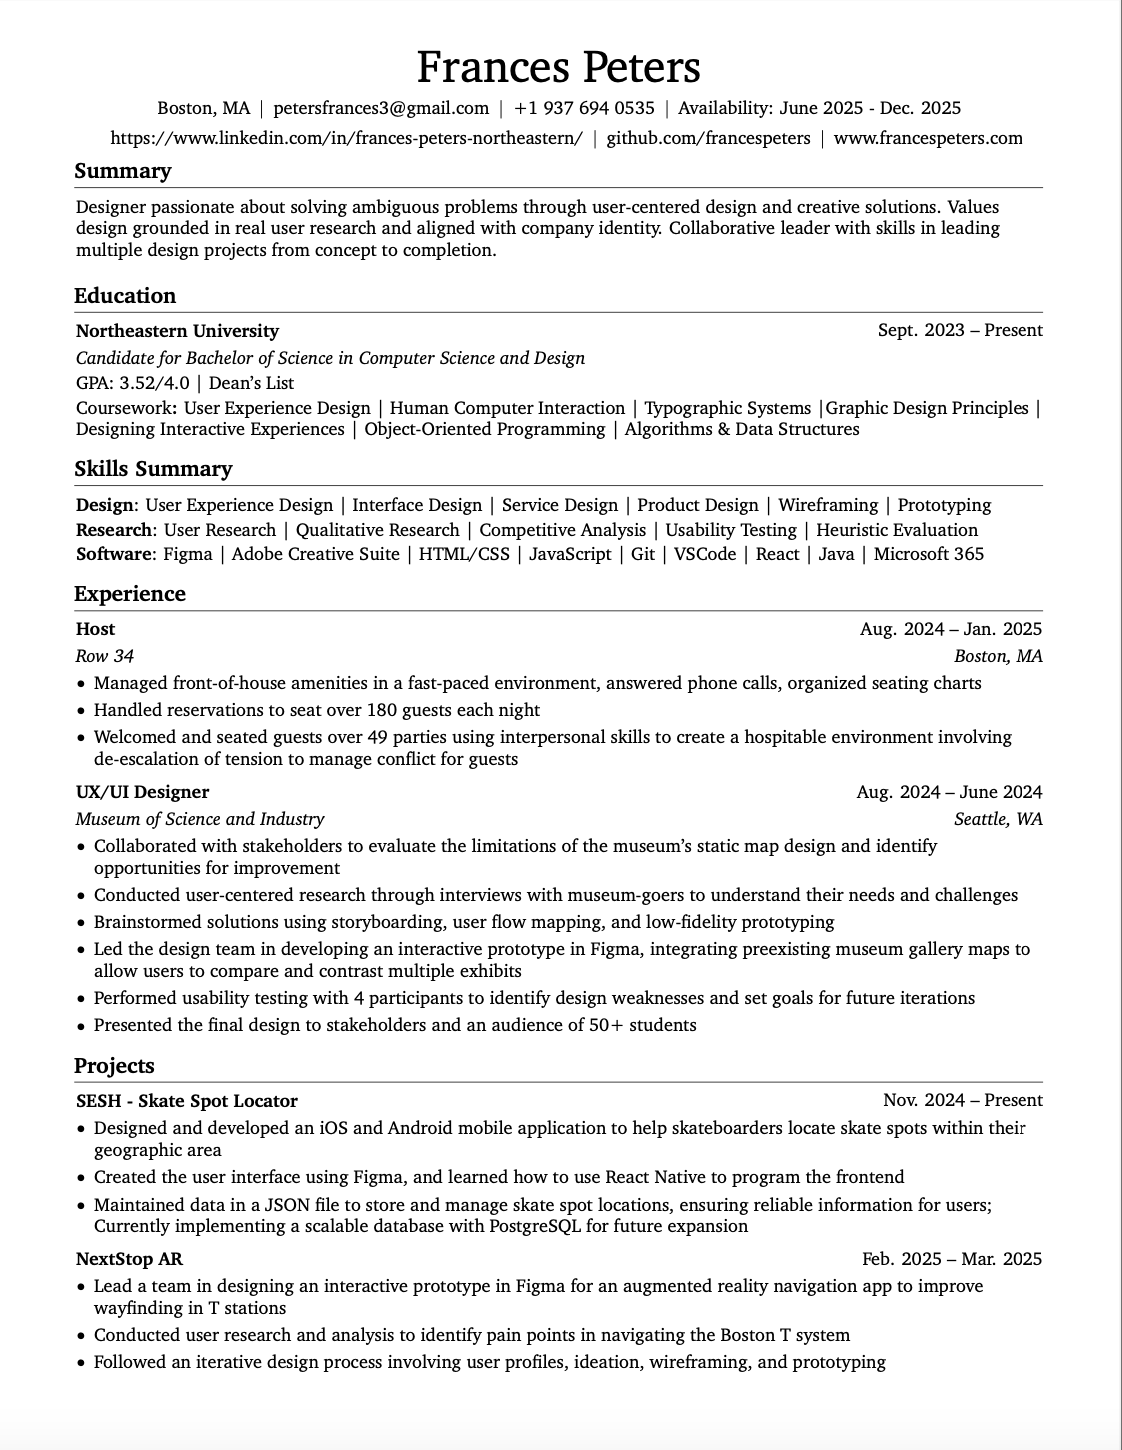 Frances Peters
Boston, MA | petersfrances3@gmail.com | +1 937 694 0535 | Availability: June 2025 - Dec. 2025
https://www.linkedin.com/in/frances-peters-northeastern/ | github.com/francespeters | www.francespeters.com
Summary
Designer passionate about solving ambiguous problems through user-centered design and creative solutions. Values
design grounded in real user research and aligned with company identity. Collaborative leader with skills in leading
multiple design projects from concept to completion.
Education
Northeastern University Sept. 2023 – Present
Candidate for Bachelor of Science in Computer Science and Design
GPA: 3.52/4.0 | Dean’s List
Coursework: User Experience Design | Human Computer Interaction | Typographic Systems |Graphic Design Principles |
Designing Interactive Experiences | Object-Oriented Programming | Algorithms & Data Structures
Skills Summary
Design: User Experience Design | Interface Design | Service Design | Product Design | Wireframing | Prototyping
Research: User Research | Qualitative Research | Competitive Analysis | Usability Testing | Heuristic Evaluation
Software: Figma | Adobe Creative Suite | HTML/CSS | JavaScript | Git | VSCode | React | Java | Microsoft 365
Experience
Host Aug. 2024 – Jan. 2025
Row 34 Boston, MA
• Managed front-of-house amenities in a fast-paced environment, answered phone calls, organized seating charts
• Handled reservations to seat over 180 guests each night
• Welcomed and seated guests over 49 parties using interpersonal skills to create a hospitable environment involving
de-escalation of tension to manage conflict for guests
UX/UI Designer Aug. 2024 – June 2024
Museum of Science and Industry Seattle, WA
• Collaborated with stakeholders to evaluate the limitations of the museum’s static map design and identify
opportunities for improvement
• Conducted user-centered research through interviews with museum-goers to understand their needs and challenges
• Brainstormed solutions using storyboarding, user flow mapping, and low-fidelity prototyping
• Led the design team in developing an interactive prototype in Figma, integrating preexisting museum gallery maps to
allow users to compare and contrast multiple exhibits
• Performed usability testing with 4 participants to identify design weaknesses and set goals for future iterations
• Presented the final design to stakeholders and an audience of 50+ students
Projects
SESH - Skate Spot Locator Nov. 2024 – Present
• Designed and developed an iOS and Android mobile application to help skateboarders locate skate spots within their
geographic area
• Created the user interface using Figma, and learned how to use React Native to program the frontend
• Maintained data in a JSON file to store and manage skate spot locations, ensuring reliable information for users;
Currently implementing a scalable database with PostgreSQL for future expansion
NextStop AR Feb. 2025 – Mar. 2025
• Lead a team in designing an interactive prototype in Figma for an augmented reality navigation app to improve
wayfinding in T stations
• Conducted user research and analysis to identify pain points in navigating the Boston T system
• Followed an iterative design process involving user profiles, ideation, wireframing, and prototyping